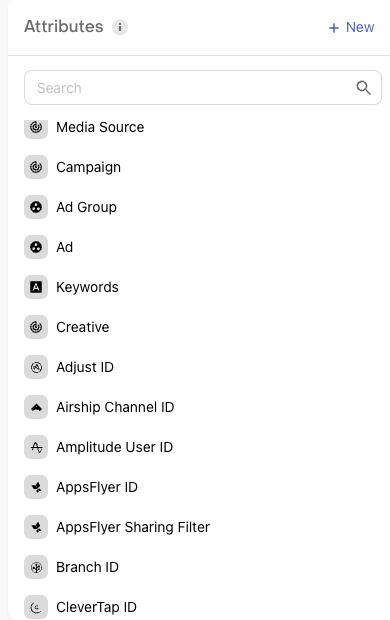 Attributes
+ New
Search
Media Source
Campaign
Ad Group
Ad
Keywords
Creative
Adjust ID
Airship Channel ID
Amplitude User ID
AppsFlyer ID
AppsFlyer Sharing Filter
Branch ID
CleverTap ID